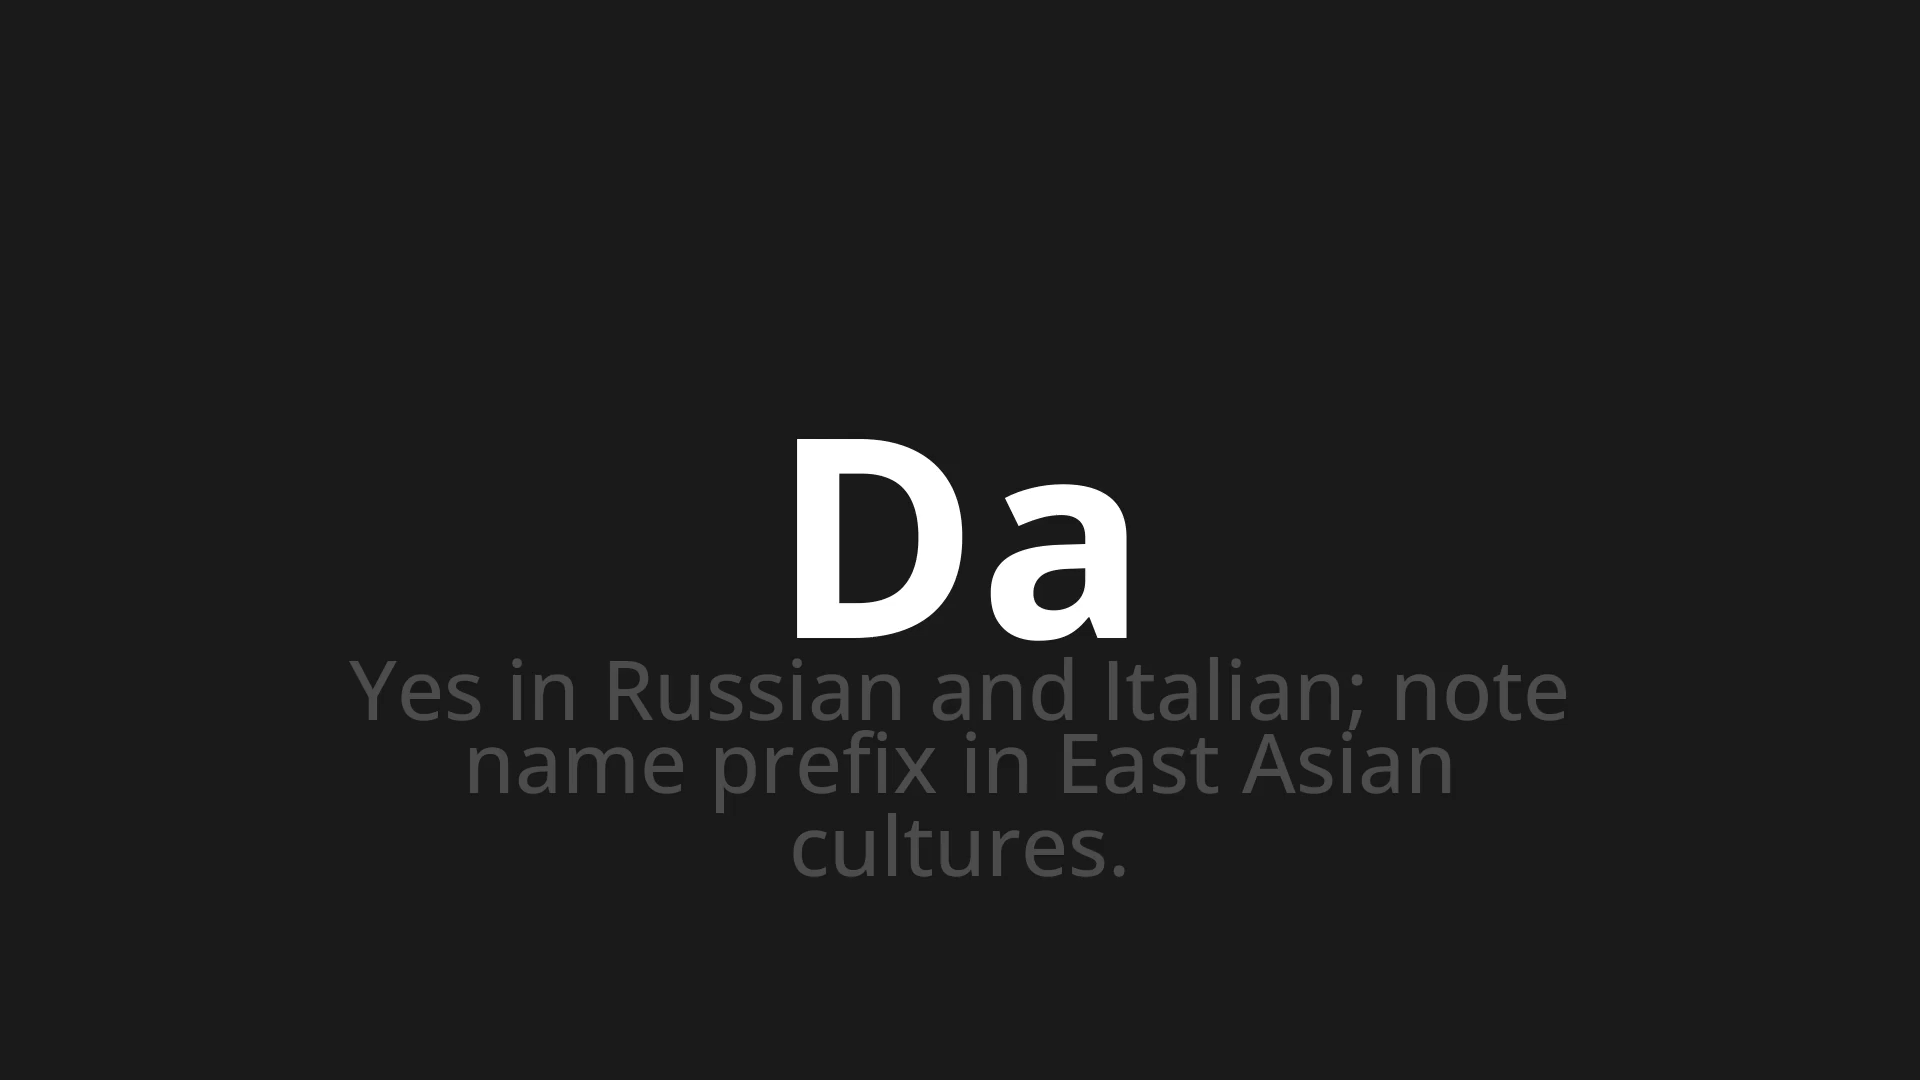 Da
Yes in Russian and Italian; note
name prefix in East Asian
cultures.